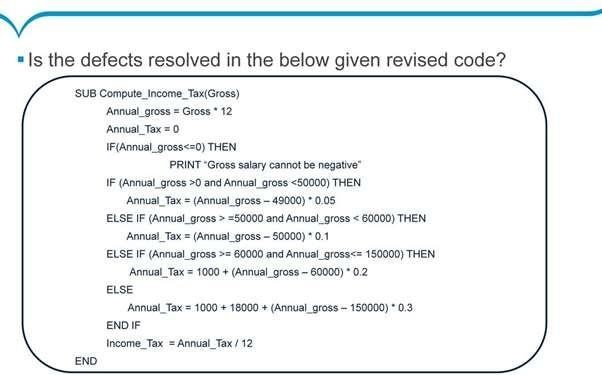 Is the defects resolved in the below given revised code?
SUB Compute_Income_Tax(Gross)
Annual_gross = Gross * 12
Annual_Tax = 0
IF(Annual_gross<=0) THEN
PRINT “Gross salary cannot be negative”
IF (Annual_gross >0 and Annual_gross <50000) THEN
Annual_Tax = (Annual_gross – 49000) * 0.05
ELSE IF (Annual_gross > =50000 and Annual_gross < 60000) THEN
Annual_Tax = (Annual_gross – 50000) * 0.1
ELSE IF (Annual_gross >= 60000 and Annual_gross<= 150000) THEN
Annual_Tax = 1000 + (Annual_gross – 60000) * 0.2
ELSE
Annual_Tax = 1000 + 18000 + (Annual_gross – 150000) * 0.3
END IF
Income_Tax = Annual_Tax / 12
END